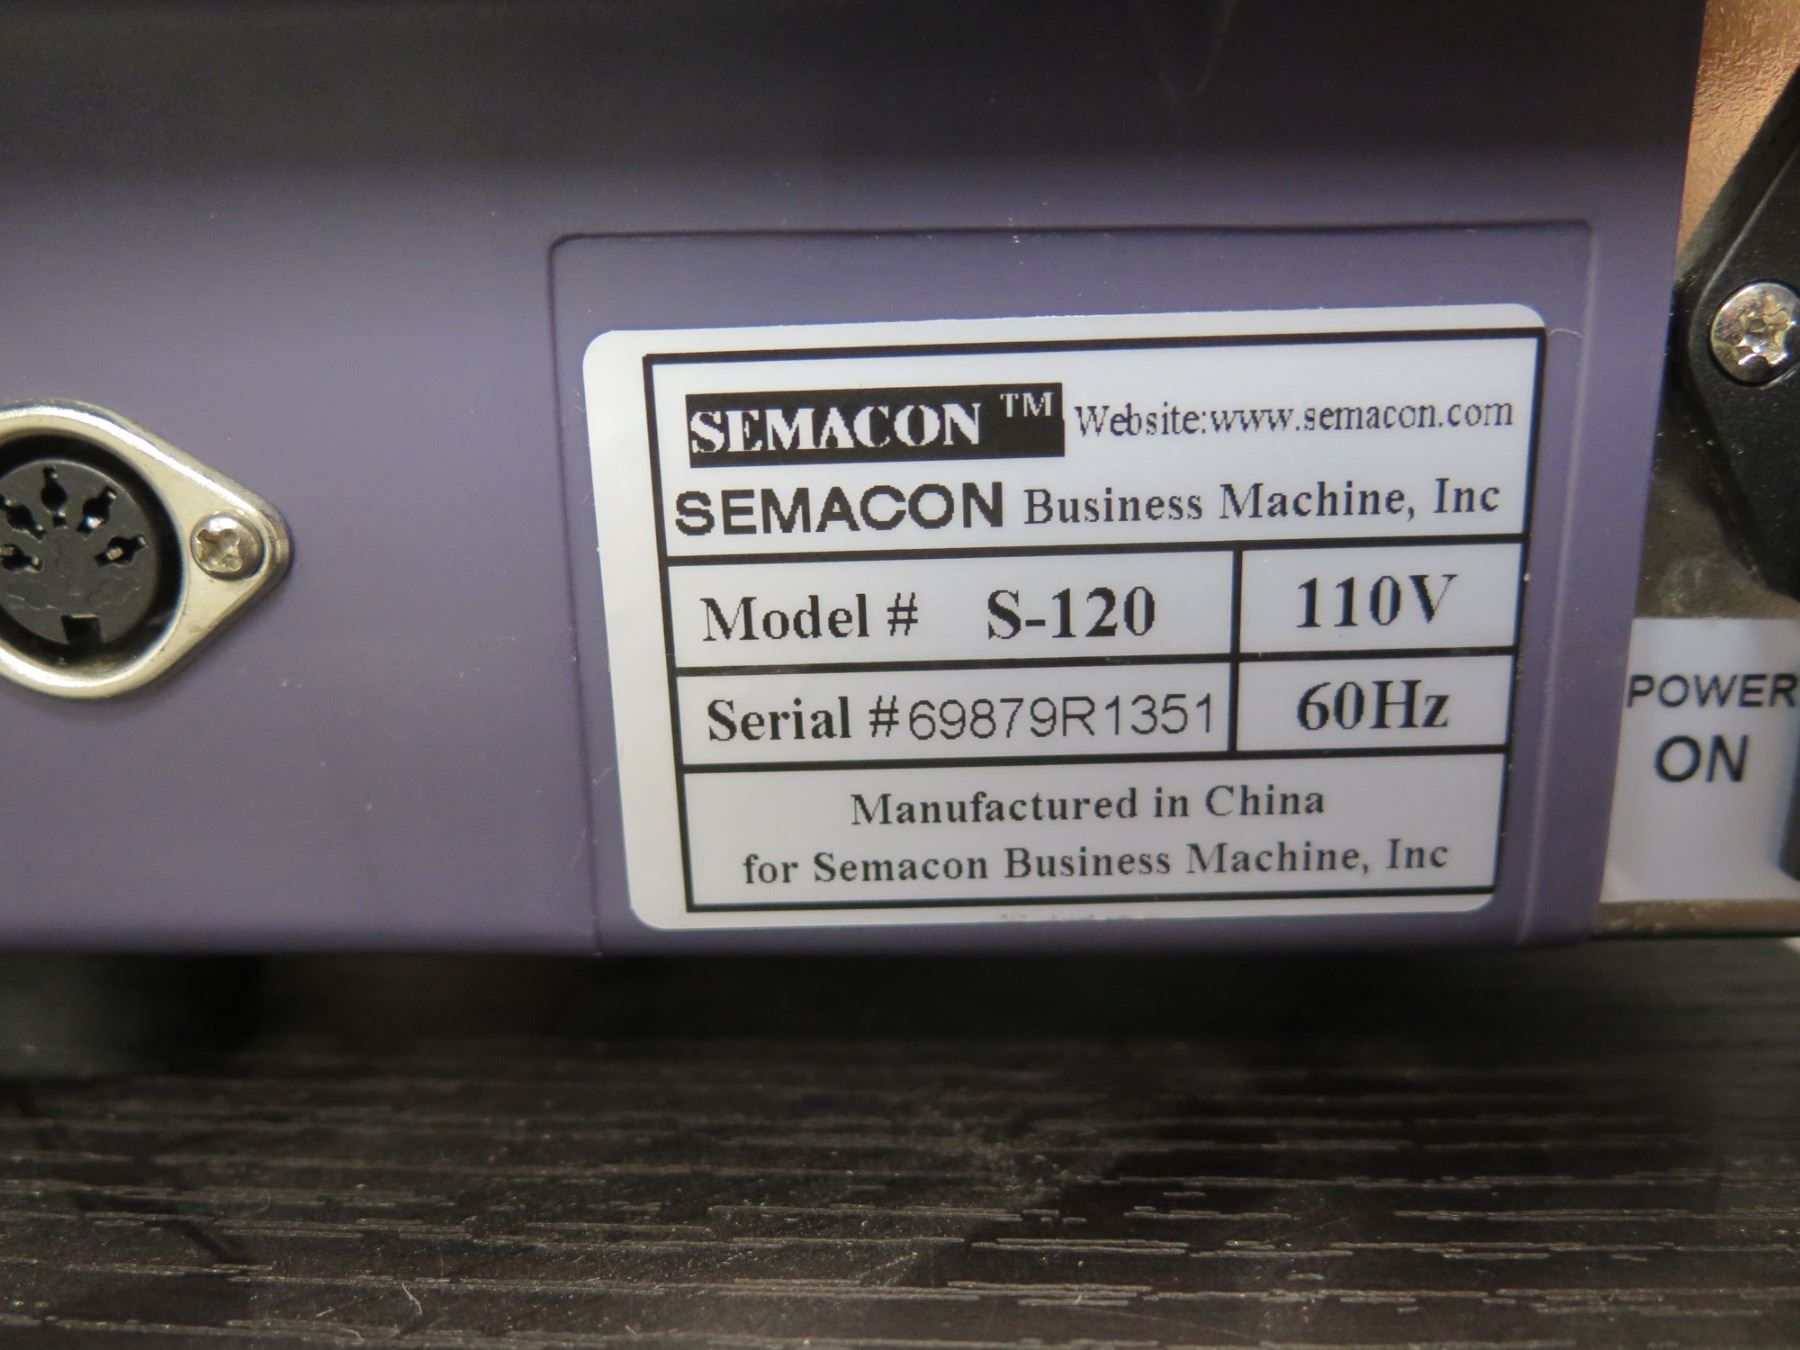 SEMACON ™ Website:www.semacon.com
SEMACON Business Machine, Inc
Model # S-120 110V
Serial #69879R1351 60Hz
Manufactured in China
for Semacon Business Machine, Inc
POWER
ON